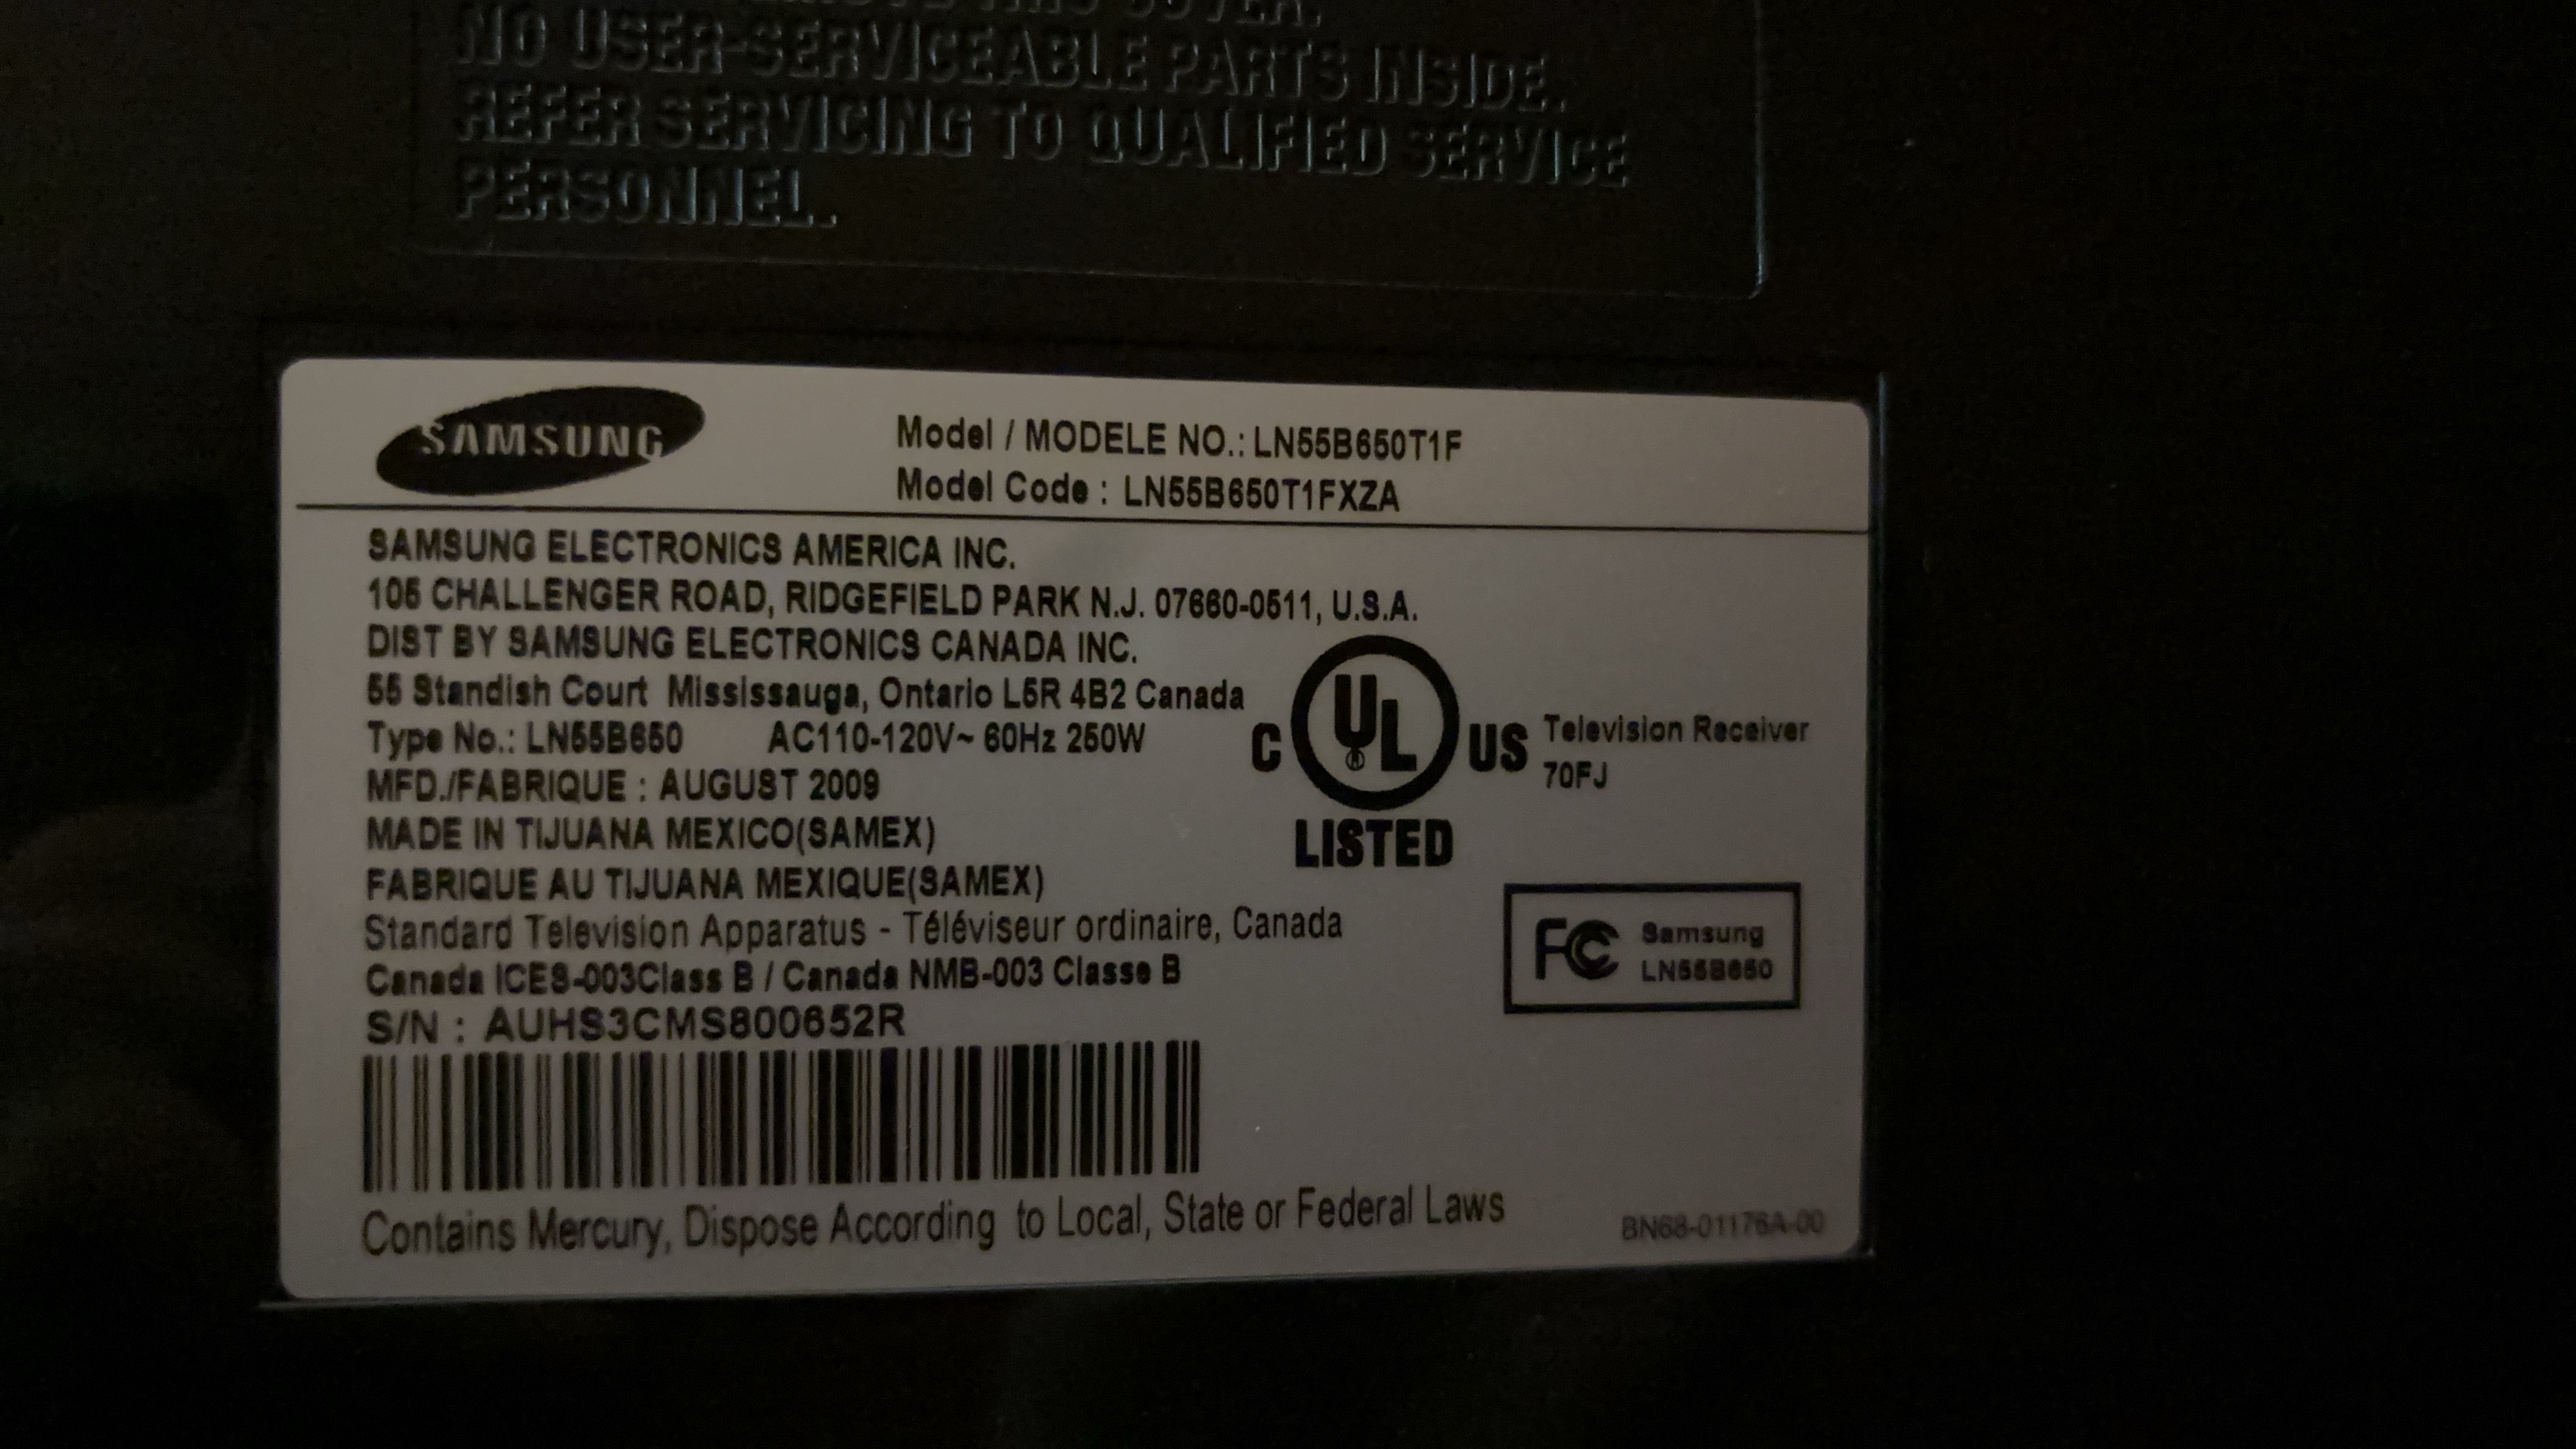 THIS COVER.
NO USER-SERVICEABLE PARTS INSIDE.
REFER SERVICING TO QUALIFIED SERVICE
PERSONNEL.
SAMSUNG
Model / MODELE NO.: LN55B650T1F
Model Code : LN55B650T1FXZA
SAMSUNG ELECTRONICS AMERICA INC.
105 CHALLENGER ROAD, RIDGEFIELD PARK N.J. 07660-0511, U.S.A.
DIST BY SAMSUNG ELECTRONICS CANADA INC.
55 Standish Court Mississauga, Ontario L5R 4B2 Canada
Type No.: LN55B650 AC110-120V~ 60Hz 250W
MFD./FABRIQUE : AUGUST 2009
MADE IN TIJUANA MEXICO(SAMEX)
FABRIQUE AU TIJUANA MEXIQUE(SAMEX)
Standard Television Apparatus - Téléviseur ordinaire, Canada
Canada ICES-003Class B / Canada NMB-003 Classe B
S/N : AUHS3CMS800652R
Contains Mercury, Dispose According to Local, State or Federal Laws
C UL ® US
LISTED
Television Receiver
70FJ
FC Samsung
LN55B650
BN68-01176A-00